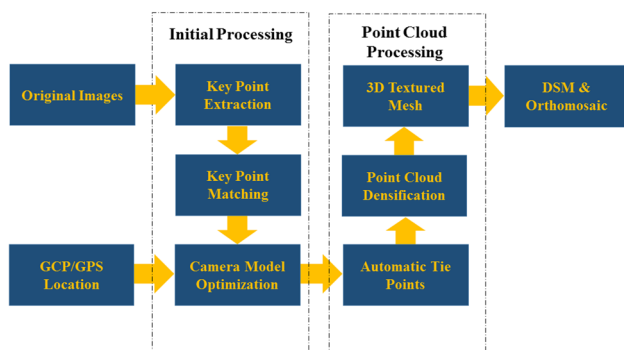 Initial Processing
Point Cloud
Processing
Original Images
Key Point
Extraction
3D Textured
Mesh
DSM &
Orthomosaic
Key Point
Matching
Point Cloud
Densification
GCP/GPS
Location
Camera Model
Optimization
Automatic Tie
Points